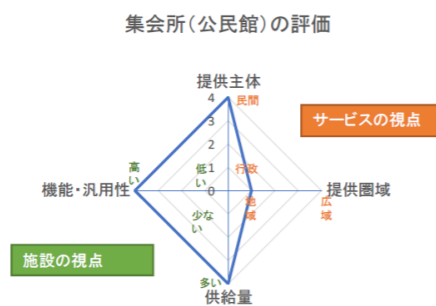 集会所（公民館）の評価
提供主体
4
民間
3
サービスの視点
2
高い
低い
1
行政
機能・汎用性
0
提供圏域
地域
広域
少ない
施設の視点
多い
供給量